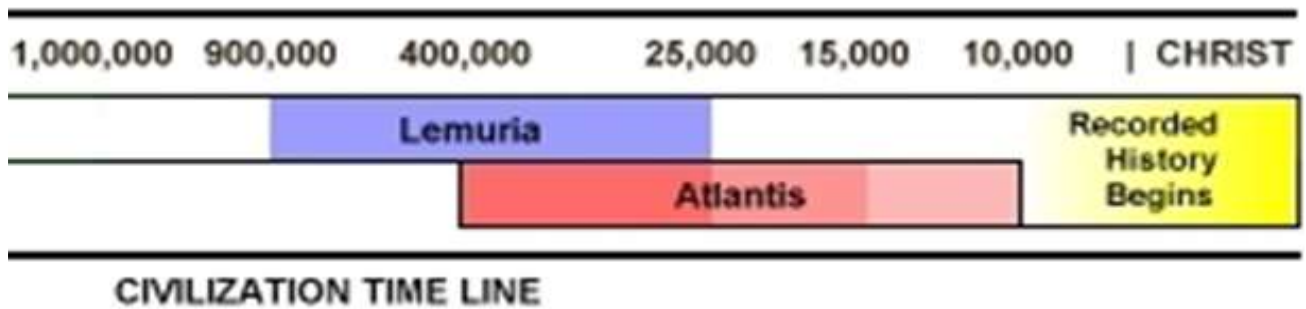 1,000,000 900,000 400,000 25,000 15,000 10,000 | CHRIST
Lemuria
Atlantis
Recorded
History
Begins
CIVILIZATION TIME LINE